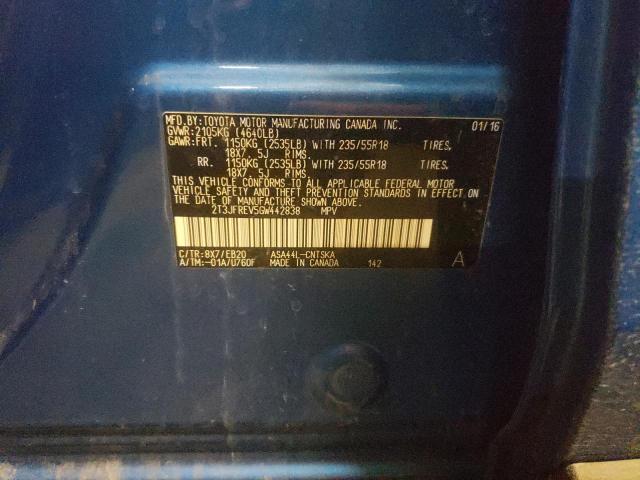 MFD.BY:TOYOTA MOTOR MANUFACTURING CANADA INC. 01/16
GVWR:2105KG (4640LB)
GAWR:FRT. 1150KG (2535LB) WITH 235/55R18 TIRES,
18X7.5J RIMS.
RR. 1150KG (2535LB) WITH 235/55R18 TIRES,
18X7.5J RIMS.
THIS VEHICLE CONFORMS TO ALL APPLICABLE FEDERAL MOTOR
VEHICLE SAFETY AND THEFT PREVENTION STANDARDS IN EFFECT ON
THE DATE OF MANUFACTURE SHOWN ABOVE.
2T3JFREV5GW442838 MPV
C/TR:8X7/EB20 ASA44L-CNTSKA
A/TM:-01A/U760F MADE IN CANADA 142 A